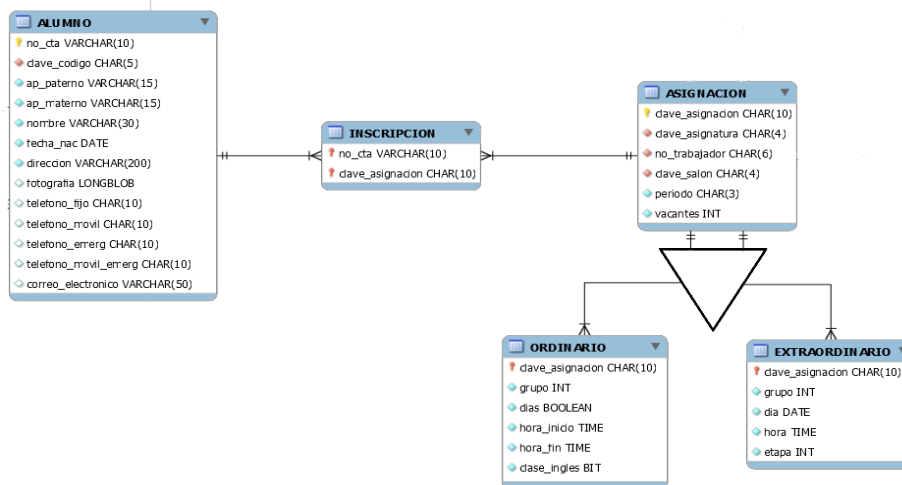 ALUMNO
no_cta VARCHAR(10)
clave_codigo CHAR(5)
ap_paterno VARCHAR(15)
ap_materno VARCHAR(15)
nombre VARCHAR(30)
fecha_nac DATE
direccion VARCHAR(200)
fotografia LONGBLOB
telefono_fijo CHAR(10)
telefono_movil CHAR(10)
telefono_emerg CHAR(10)
telefono_movil_emerg CHAR(10)
correo_electronico VARCHAR(50)
INSCRIPCION
no_cta VARCHAR(10)
clave_asignacion CHAR(10)
ASIGNACION
clave_asignacion CHAR(10)
clave_asignatura CHAR(4)
no_trabajador CHAR(6)
clave_salon CHAR(4)
periodo CHAR(3)
vacantes INT
ORDINARIO
clave_asignacion CHAR(10)
grupo INT
dias BOOLEAN
hora_inicio TIME
hora_fin TIME
clase_ingles BIT
EXTRAORDINARIO
clave_asignacion CHAR(10)
grupo INT
dia DATE
hora TIME
etapa INT